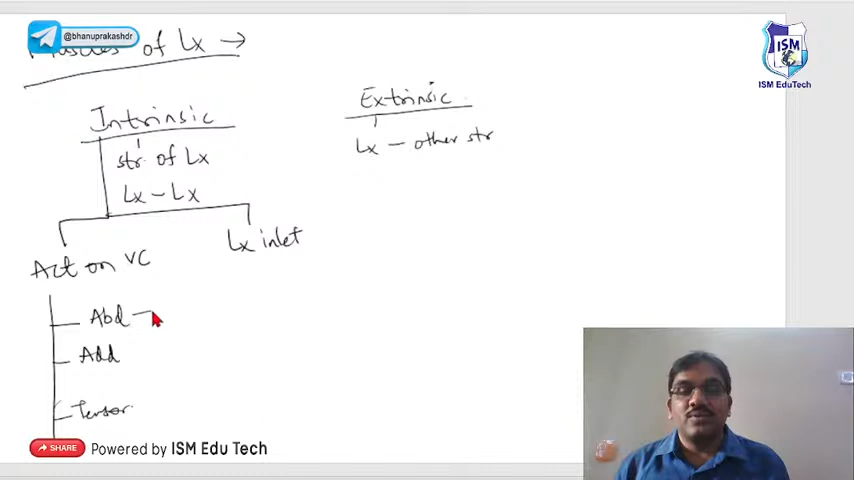 @bhanuprakashdr
of Lx →
ISM
ISM EduTech
Intrinsic
str. of Lx
Lx - Lx
Extrinsic
Lx - other str
Act on VC
Lx inlet
Abd -
Add
Tensor
SHARE
Powered by ISM Edu Tech